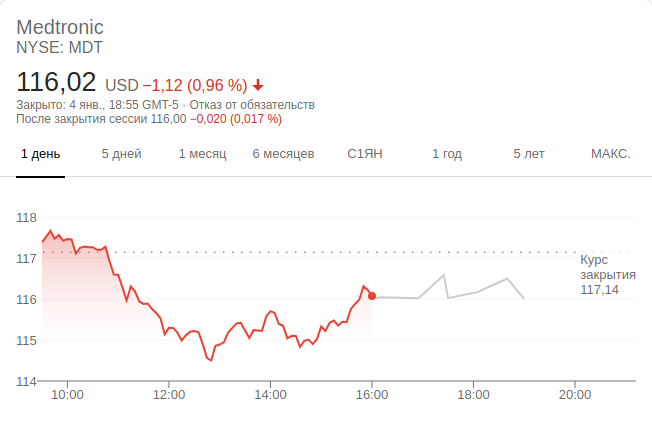 Medtronic
NYSE: MDT
116,02 USD −1,12 (0,96 %)
Закрыто: 4 янв., 18:55 GMT-5 · Отказ от обязательств
После закрытия сессии 116,00 −0,020 (0,017 %)
1 день 5 дней 1 месяц 6 месяцев С1ЯН 1 год 5 лет МАКС.
118
117
116
115
114
Курс
закрытия
117,14
10:00 12:00 14:00 16:00 18:00 20:00